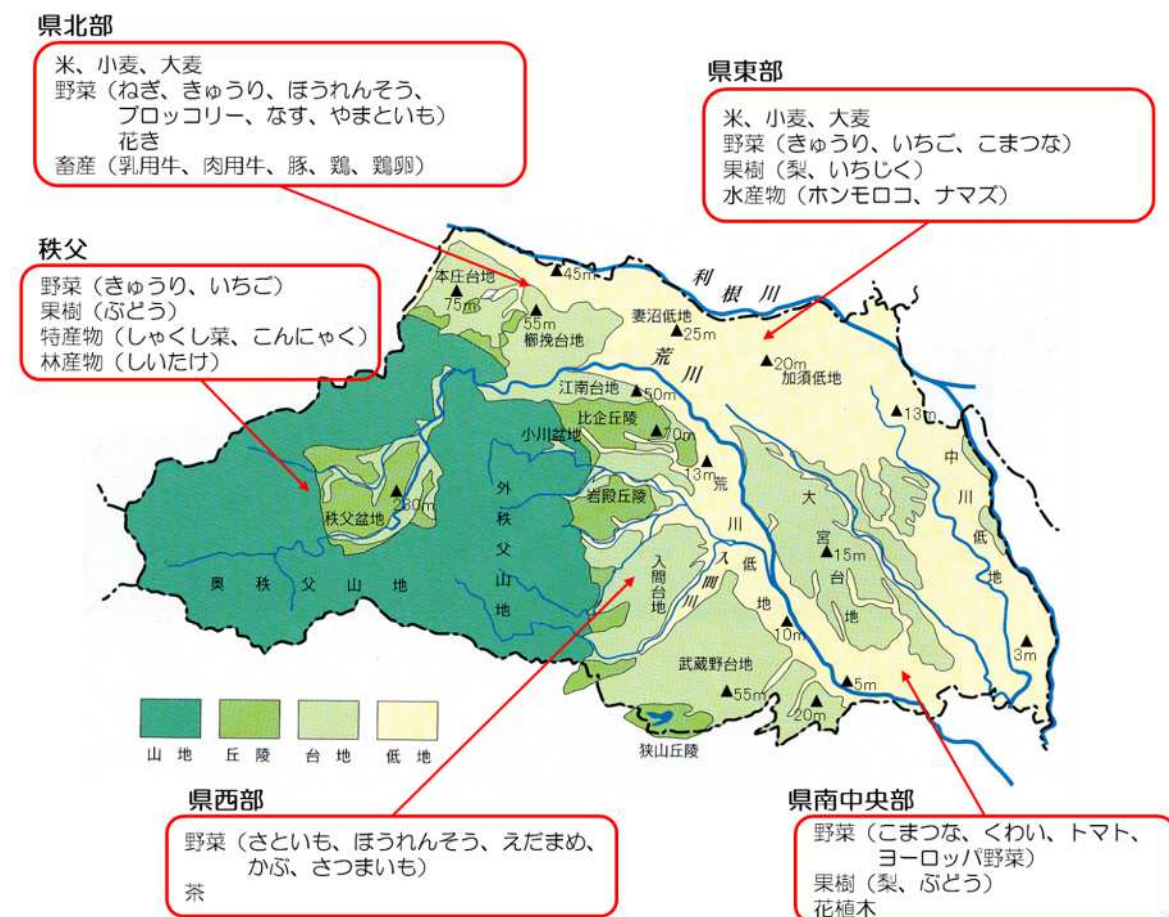 県北部
米、小麦、大麦
野菜（ねぎ、きゅうり、ほうれんそう、
ブロッコリー、なす、やまといも）
花き
畜産（乳用牛、肉用牛、豚、鶏、鶏卵）
県東部
米、小麦、大麦
野菜（きゅうり、いちご、こまつな）
果樹（梨、いちじく）
水産物（ホンモロコ、ナマズ）
秩父
野菜（きゅうり、いちご）
果樹（ぶどう）
特産物（しゃくし菜、こんにゃく）
林産物（しいたけ）
本庄台地
75m
45m
利根川
55m
櫛挽台地
妻沼低地
25m
荒川
20m
加須低地
13m
江南台地
50m
比企丘陵
70m
小川盆地
13m
岩殿丘陵
秩父盆地
230m
外秩父山地
奥秩父山地
荒川低地
入間台地
入間川
大宮台地
15m
中川低地
10m
3m
武蔵野台地
55m
5m
20m
狭山丘陵
山地
丘陵
台地
低地
県西部
野菜（さといも、ほうれんそう、えだまめ、
かぶ、さつまいも）
茶
県南中央部
野菜（こまつな、くわい、トマト、
ヨーロッパ野菜）
果樹（梨、ぶどう）
花植木